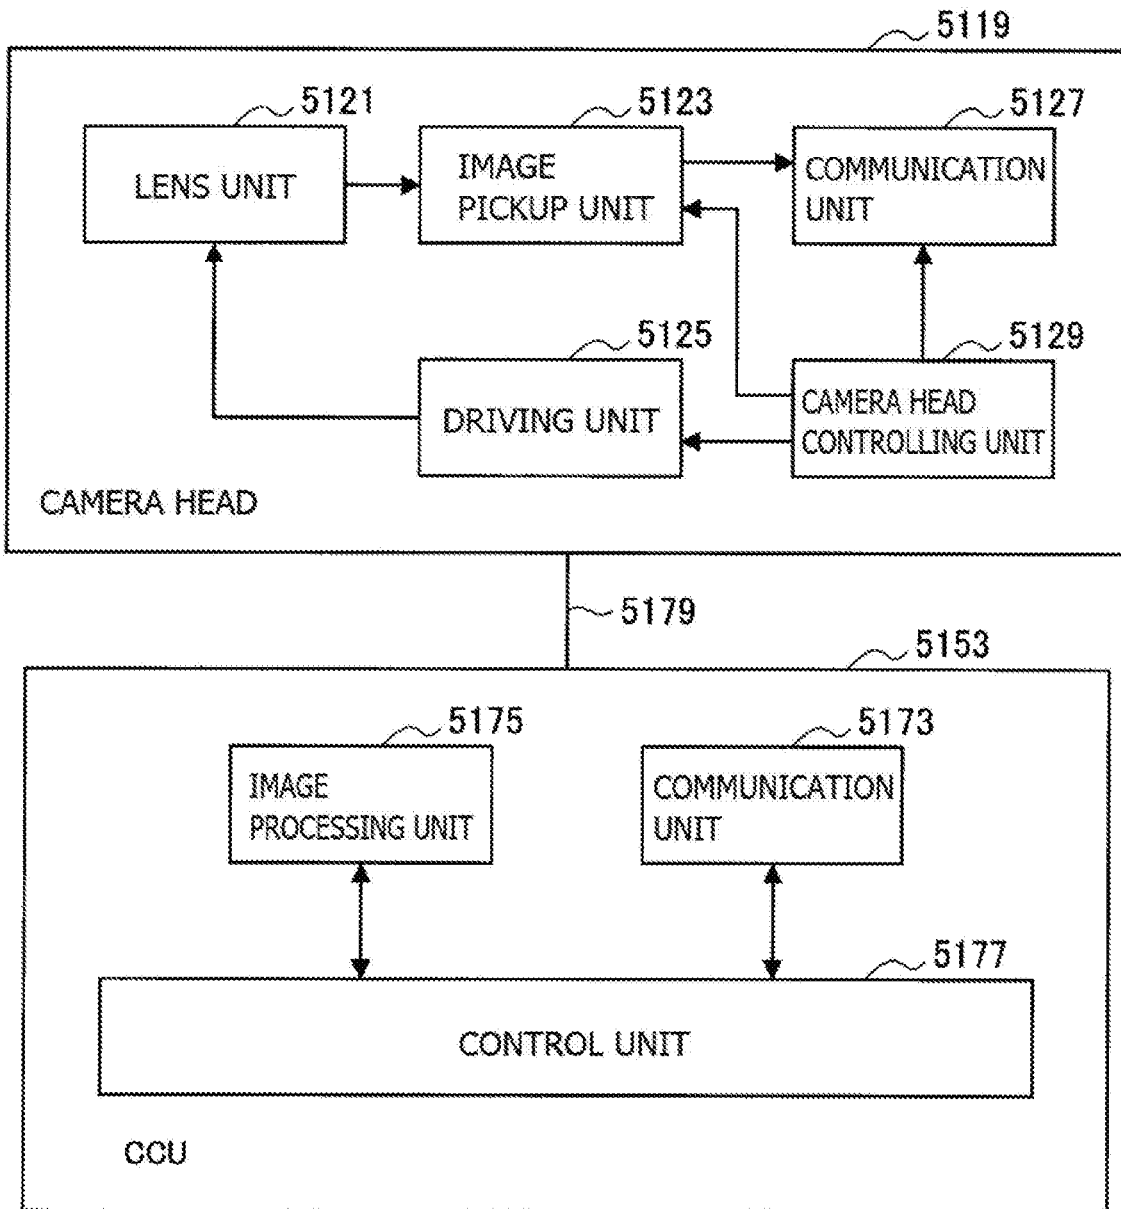 5119
5121
5123
5127
LENS UNIT
IMAGE
PICKUP UNIT
COMMUNICATION
UNIT
5125
5129
DRIVING UNIT
CAMERA HEAD
CONTROLLING UNIT
CAMERA HEAD
5179
5153
5175
5173
IMAGE
PROCESSING UNIT
COMMUNICATION
UNIT
5177
CONTROL UNIT
CCU